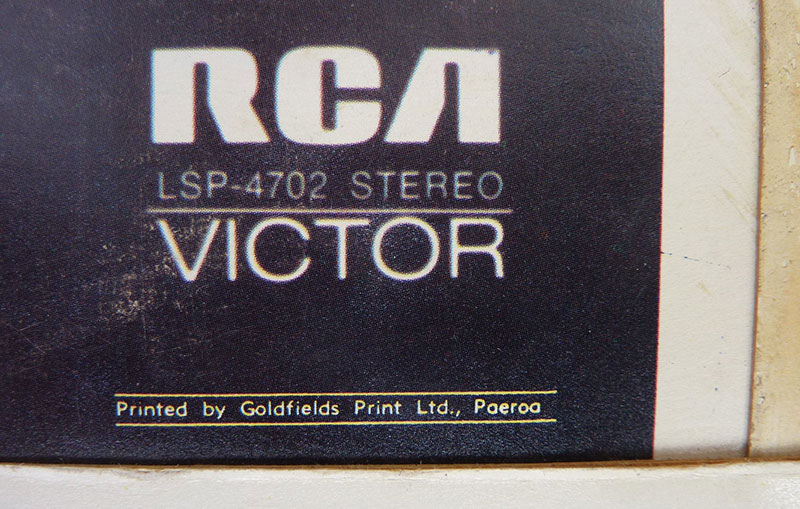 RCA
LSP-4702 STEREO
VICTOR
Printed by Goldfields Print Ltd., Paeroa